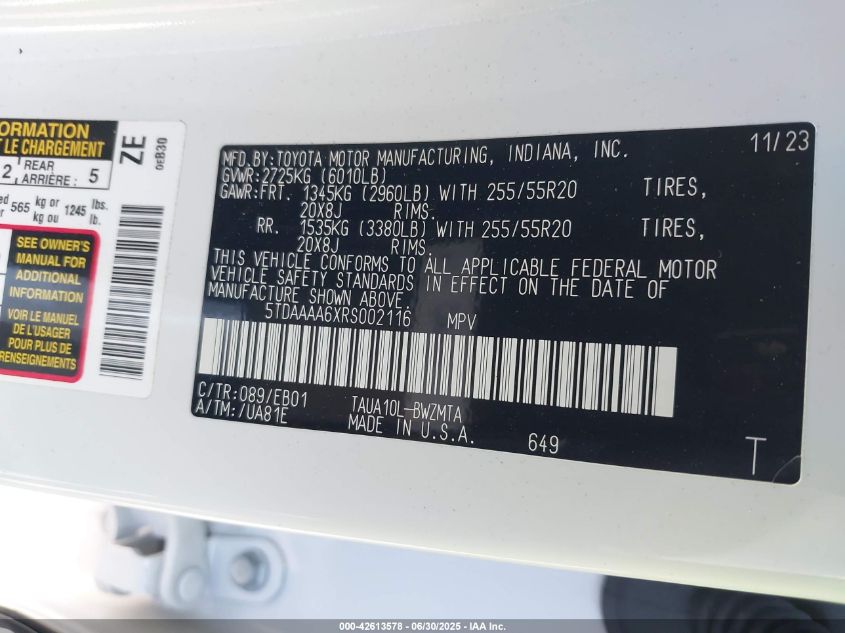 ORMATION
T LE CHARGEMENT
2 REAR ARRIÈRE: 5
ed 565 kg or kg ou 1245 lbs. lb.
SEE OWNER'S
MANUAL FOR
ADDITIONAL
INFORMATION
VOIR LE MANUEL
DE L'USAGER
POUR PLUS DE
RENSEIGNEMENTS
ZE
0EB30
MFD.BY:TOYOTA MOTOR MANUFACTURING, INDIANA, INC. 11/23
GVWR:2725KG (6010LB)
GAWR:FRT. 1345KG (2960LB) WITH 255/55R20 TIRES,
20X8J RIMS.
RR. 1535KG (3380LB) WITH 255/55R20 TIRES,
20X8J RIMS.
THIS VEHICLE CONFORMS TO ALL APPLICABLE FEDERAL MOTOR
VEHICLE SAFETY STANDARDS IN EFFECT ON THE DATE OF
MANUFACTURE SHOWN ABOVE.
5TDAAAA6XRS002116 MPV
C/TR:089/EB01 TAUA10L-BWZMTA
A/TM:/UA81E MADE IN U.S.A. 649
T
000-42613578 - 06/30/2025 - IAA Inc.